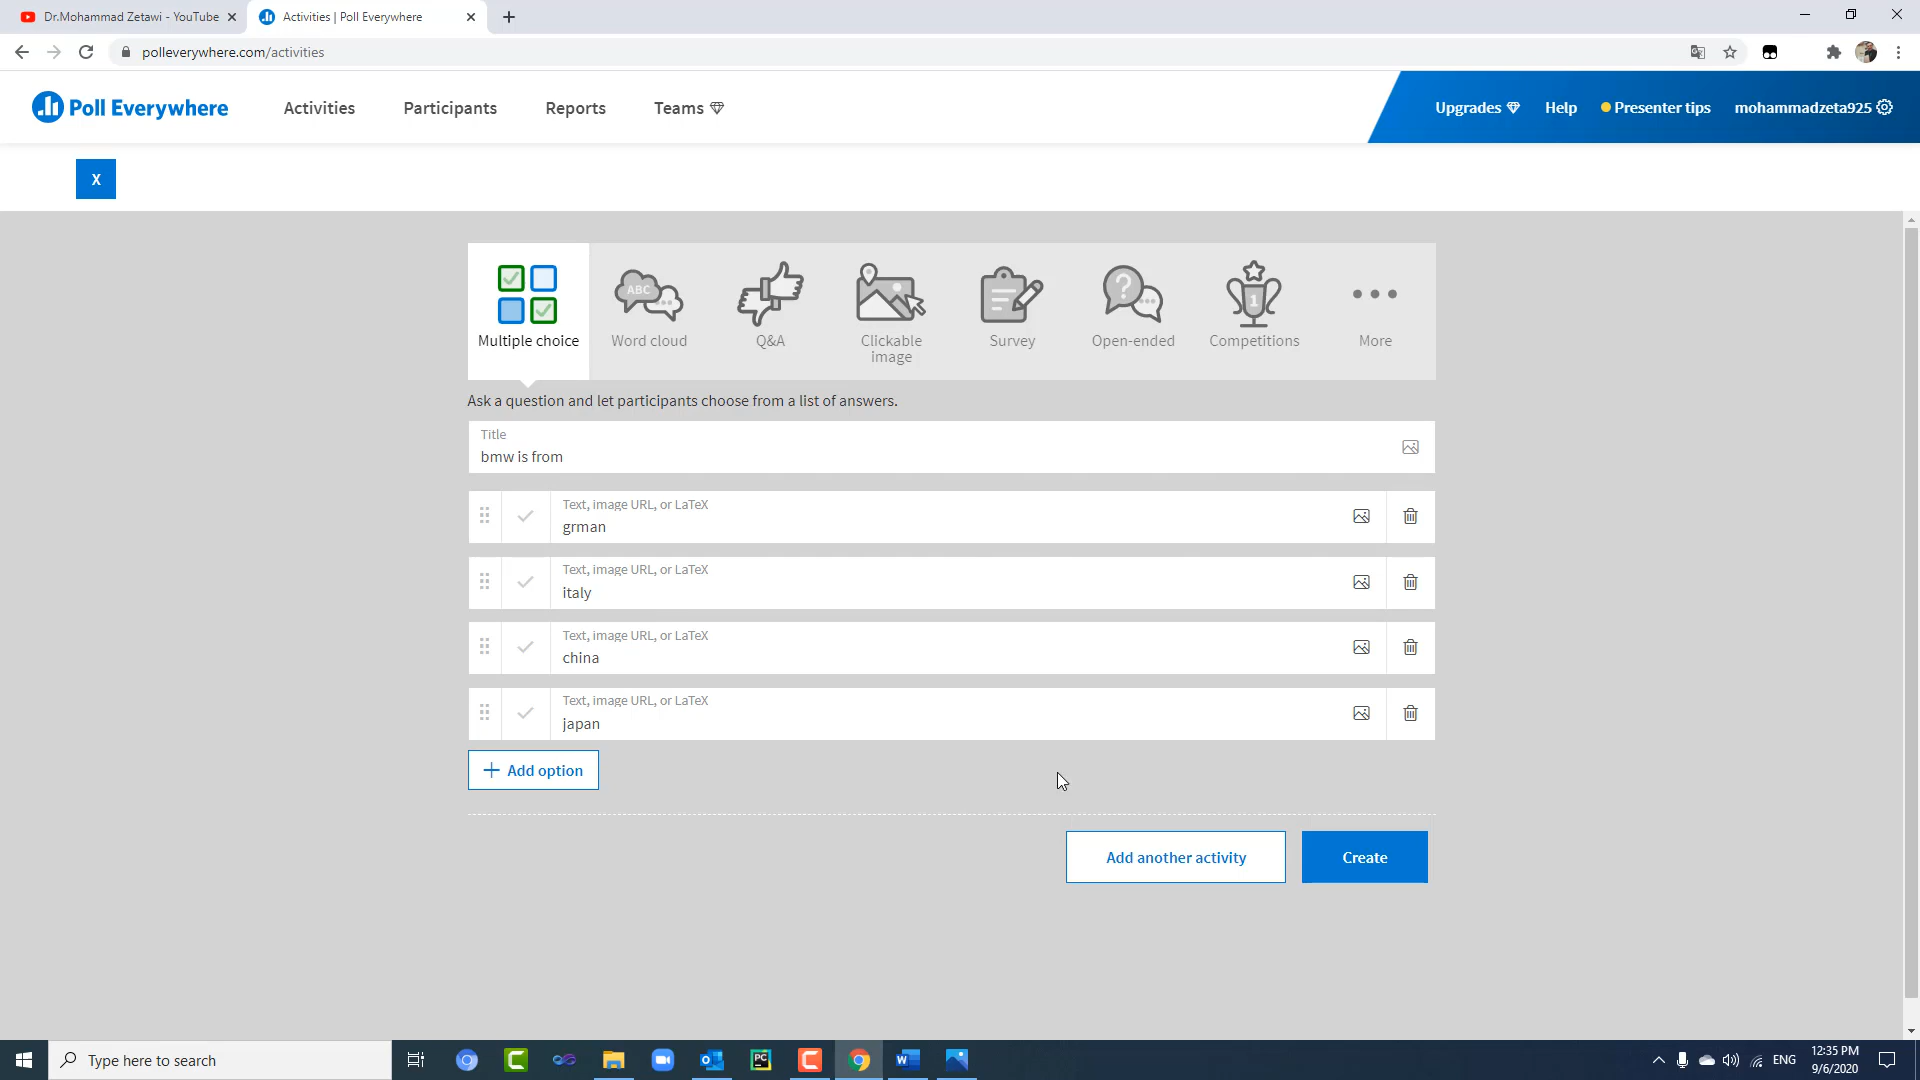 Dr.Mohammad Zetawi - YouTube
Activities | Poll Everywhere
polleverywhere.com/activities
Poll Everywhere
Activities
Participants
Reports
Teams
Upgrades
Help
Presenter tips
mohammadzeta925
X
Multiple choice
ABC
Word cloud
Q&A
Clickable
image
Survey
?
Open-ended
1
Competitions
More
Ask a question and let participants choose from a list of answers.
Title
bmw is from
Text, image URL, or LaTeX
grman
Text, image URL, or LaTeX
italy
Text, image URL, or LaTeX
china
Text, image URL, or LaTeX
japan
Add option
Add another activity
Create
Type here to search
PC
ENG
12:35 PM
9/6/2020